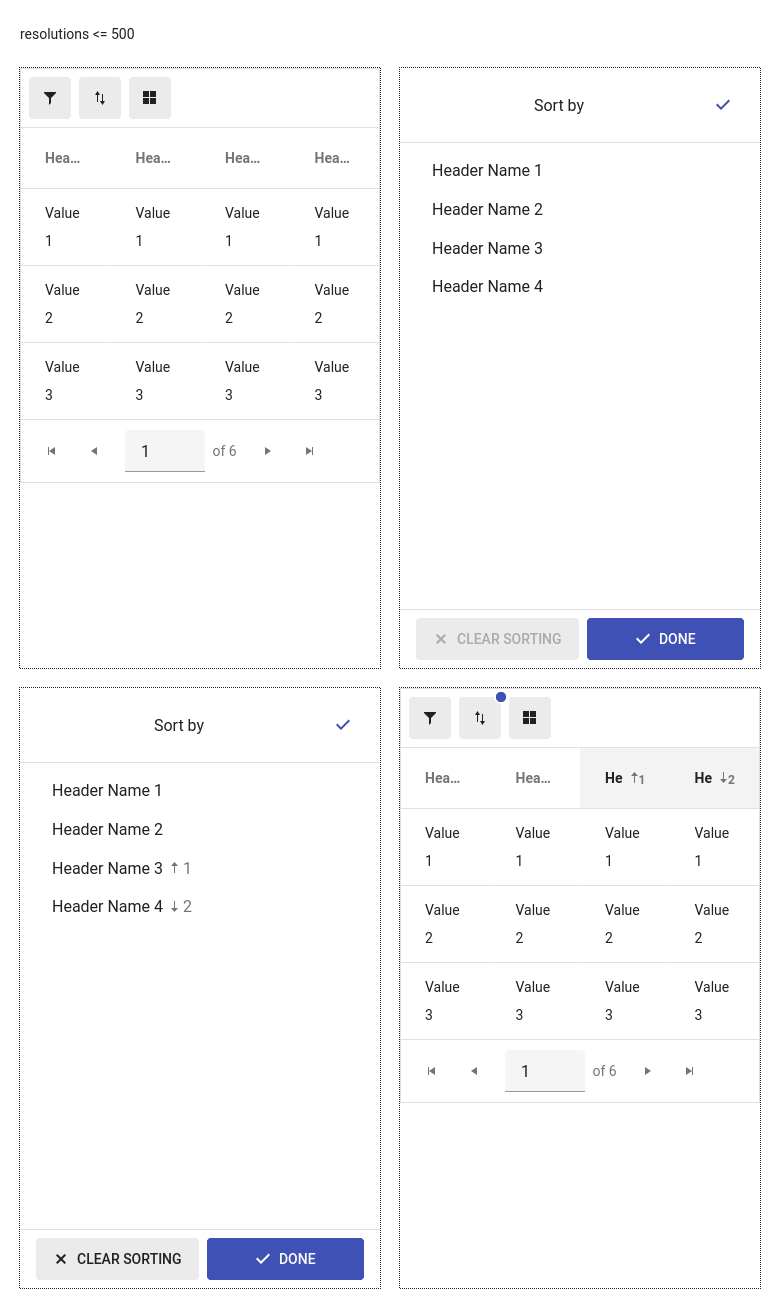 resolutions <= 500
Hea... Hea... Hea... Hea...
Value Value Value Value
1 1 1 1
Value Value Value Value
2 2 2 2
Value Value Value Value
3 3 3 3
1 of 6
Sort by
Header Name 1
Header Name 2
Header Name 3
Header Name 4
CLEAR SORTING DONE
Sort by
Header Name 1
Header Name 2
Header Name 3 ↑ 1
Header Name 4 ↓ 2
CLEAR SORTING DONE
Hea... Hea... He ↑1 He ↓2
Value Value Value Value
1 1 1 1
Value Value Value Value
2 2 2 2
Value Value Value Value
3 3 3 3
1 of 6